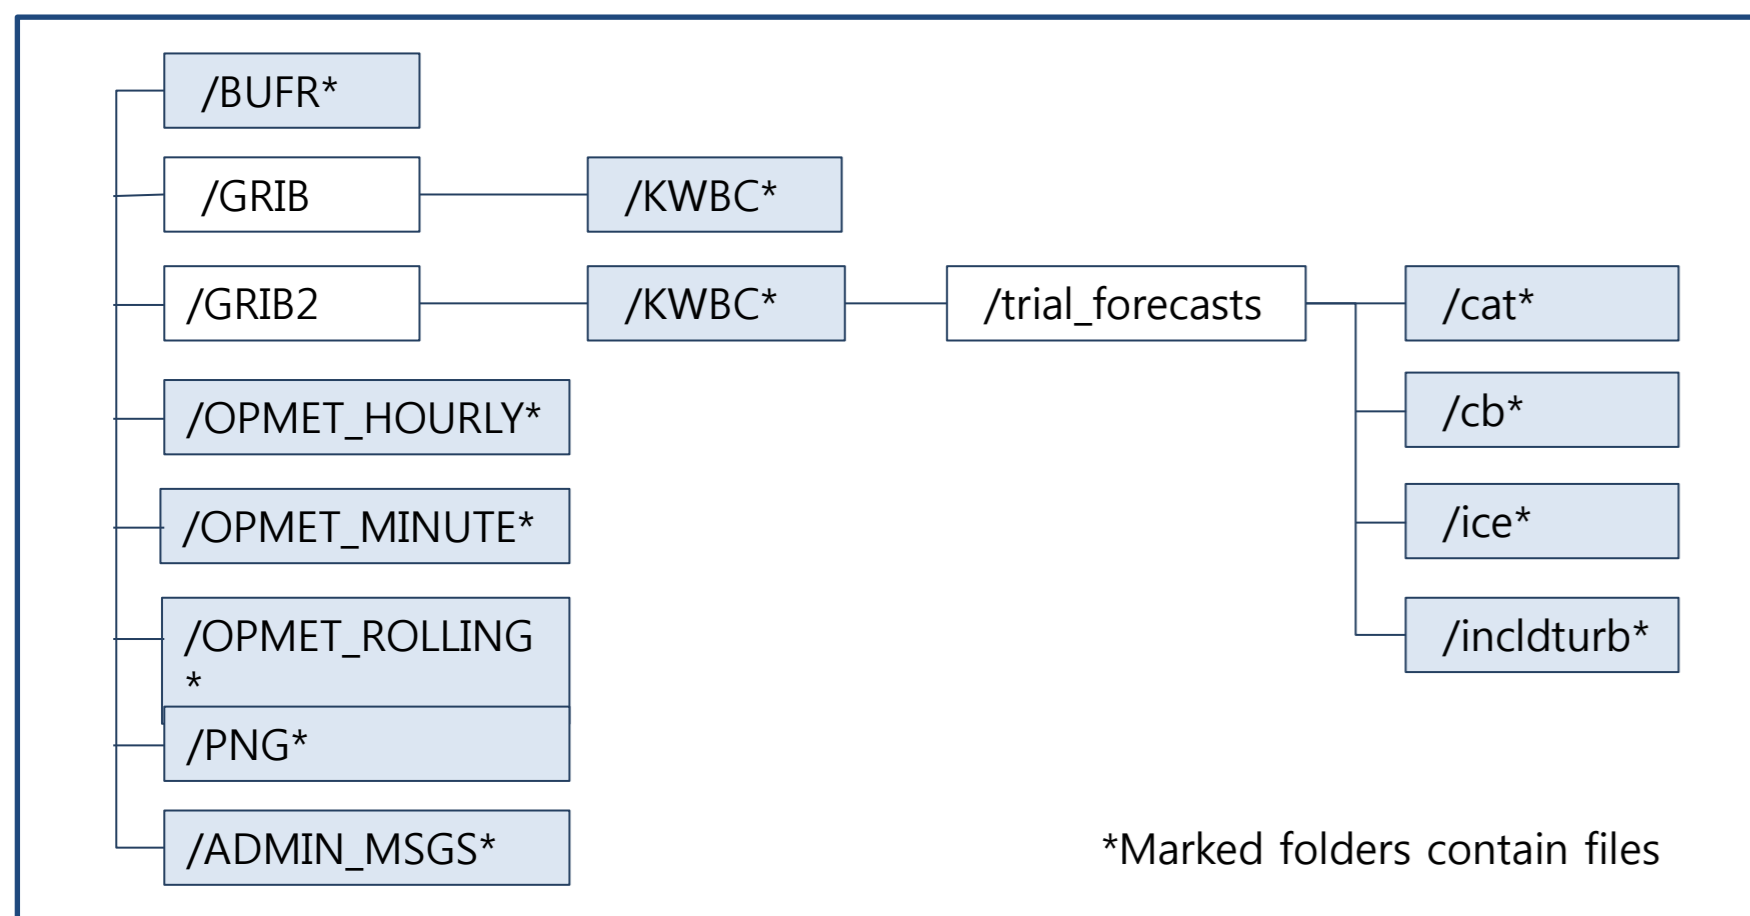 /BUFR*
/GRIB
/KWBC*
/GRIB2
/KWBC*
/trial_forecasts
/cat*
/cb*
/ice*
/incldturb*
/OPMET_HOURLY*
/OPMET_MINUTE*
/OPMET_ROLLING
*
/PNG*
/ADMIN_MSGS*
*Marked folders contain files